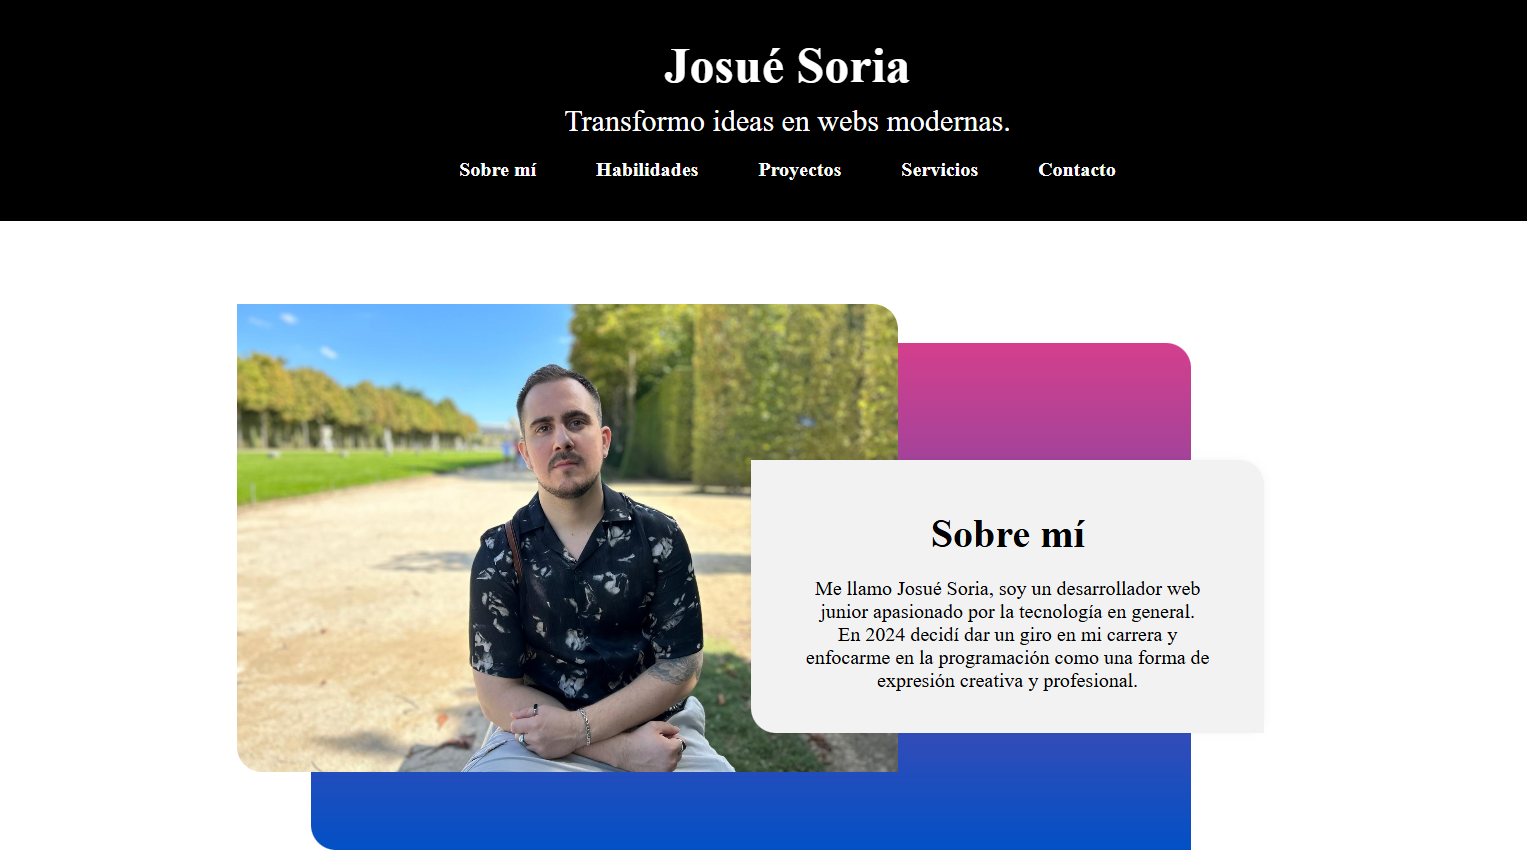 Josué Soria
Transformo ideas en webs modernas.
Sobre mí Habilidades Proyectos Servicios Contacto
Sobre mí
Me llamo Josué Soria, soy un desarrollador web
junior apasionado por la tecnología en general.
En 2024 decidí dar un giro en mi carrera y
enfocarme en la programación como una forma de
expresión creativa y profesional.